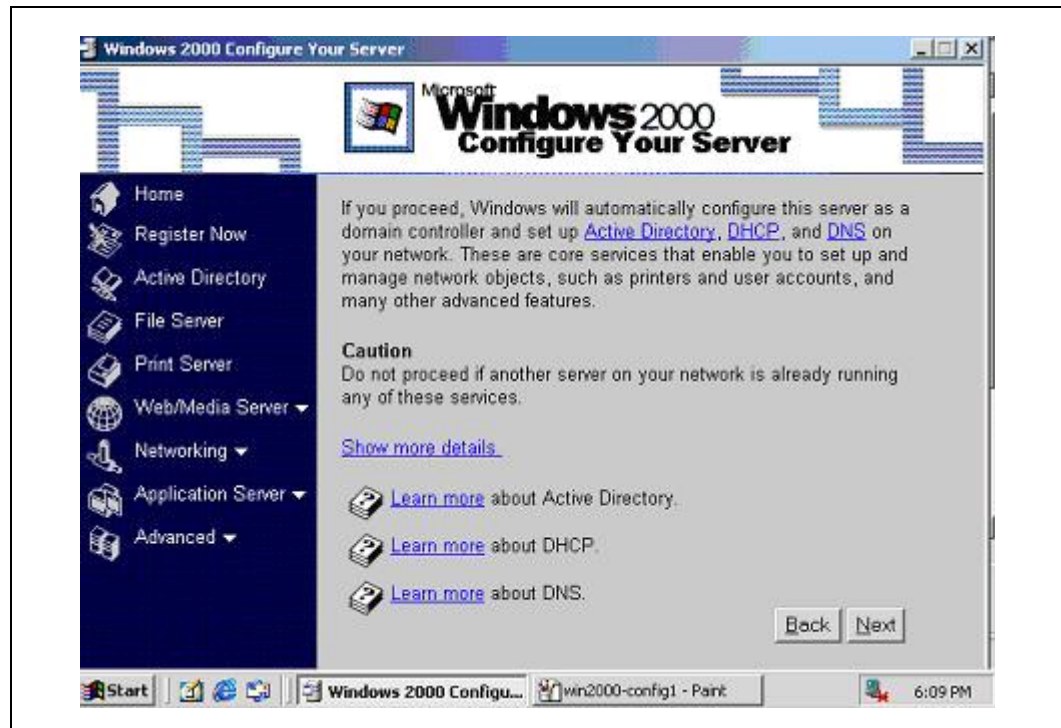 Windows 2000 Configure Your Server
Microsoft
Windows 2000
Configure Your Server
Home
Register Now
Active Directory
File Server
Print Server
Web/Media Server
Networking
Application Server
Advanced
If you proceed, Windows will automatically configure this server as a
domain controller and set up Active Directory, DHCP, and DNS on
your network. These are core services that enable you to set up and
manage network objects, such as printers and user accounts, and
many other advanced features.
Caution
Do not proceed if another server on your network is already running
any of these services.
Show more details
Learn more about Active Directory.
Learn more about DHCP.
Learn more about DNS.
Back Next
Start Windows 2000 Configu... win2000-config1 - Paint 6:09 PM